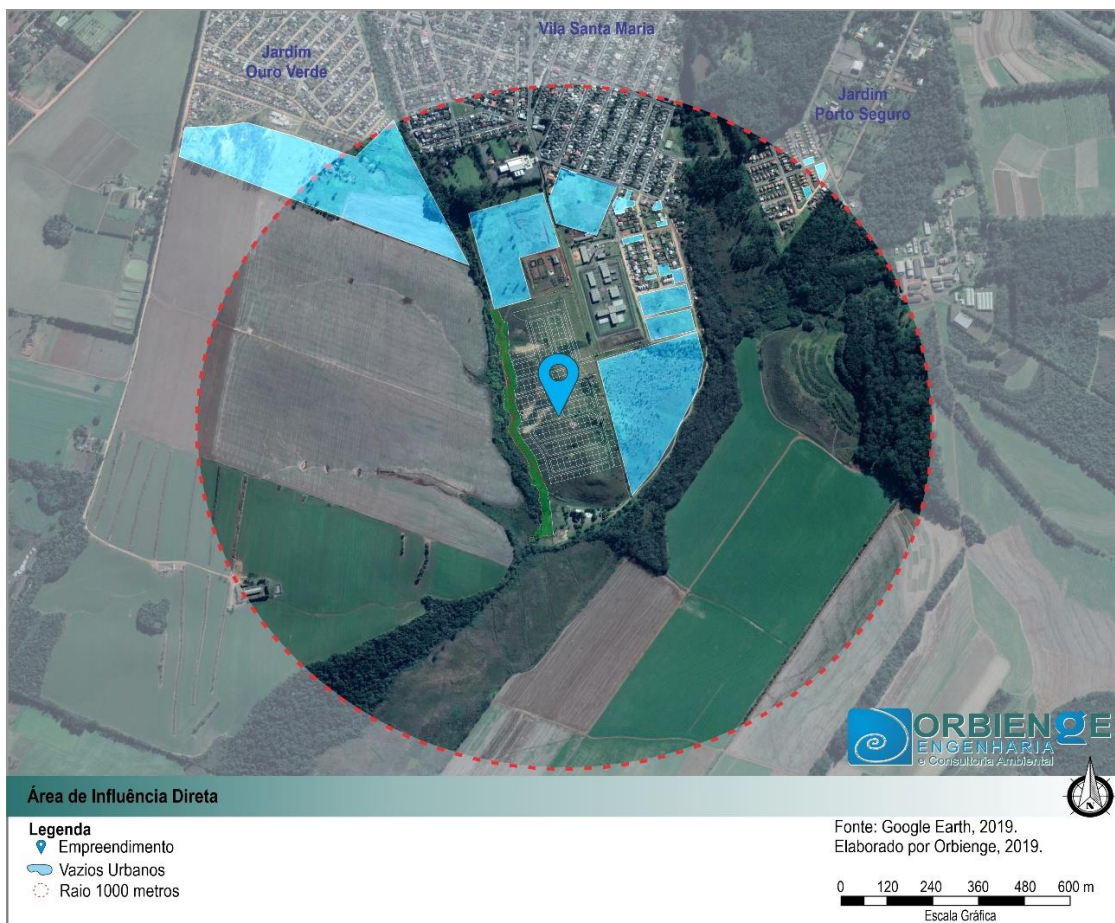 Vila Santa Maria
Jardim
Ouro Verde
Jardim
Porto Seguro
ORBIENGE
ENGENHARIA
e Consultoria Ambiental
Área de Influência Direta
N
Legenda
Empreendimento
Vazios Urbanos
Raio 1000 metros
Fonte: Google Earth, 2019.
Elaborado por Orbienge, 2019.
0 120 240 360 480 600 m
Escala Gráfica